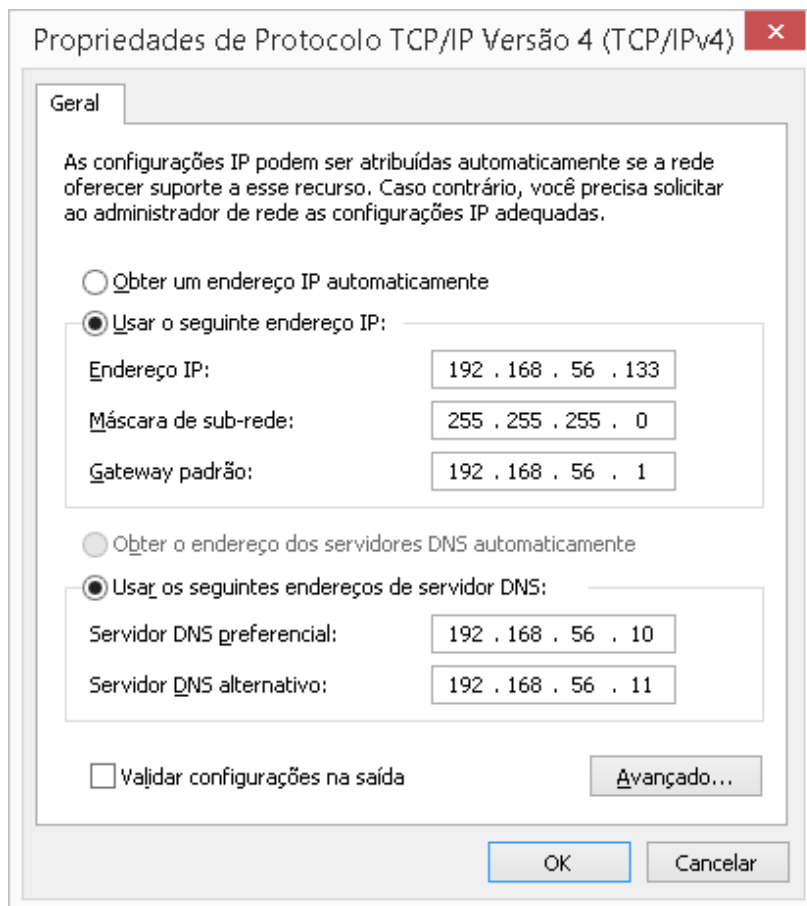 Propriedades de Protocolo TCP/IP Versão 4 (TCP/IPv4)
Geral
As configurações IP podem ser atribuídas automaticamente se a rede
oferecer suporte a esse recurso. Caso contrário, você precisa solicitar
ao administrador de rede as configurações IP adequadas.
Obter um endereço IP automaticamente
Usar o seguinte endereço IP:
Endereço IP: 192 . 168 . 56 . 133
Máscara de sub-rede: 255 . 255 . 255 . 0
Gateway padrão: 192 . 168 . 56 . 1
Obter o endereço dos servidores DNS automaticamente
Usar os seguintes endereços de servidor DNS:
Servidor DNS preferencial: 192 . 168 . 56 . 10
Servidor DNS alternativo: 192 . 168 . 56 . 11
Validar configurações na saída Avançado...
OK Cancelar